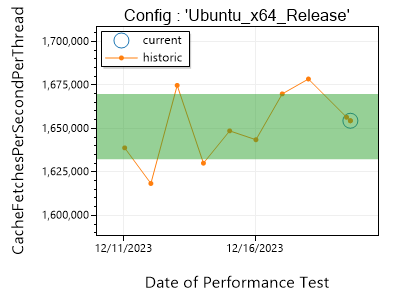 Config : 'Ubuntu_x64_Release'
CacheFetchesPerSecondPerThread
1,700,000
1,675,000
1,650,000
1,625,000
1,600,000
current
historic
12/11/2023
12/16/2023
Date of Performance Test